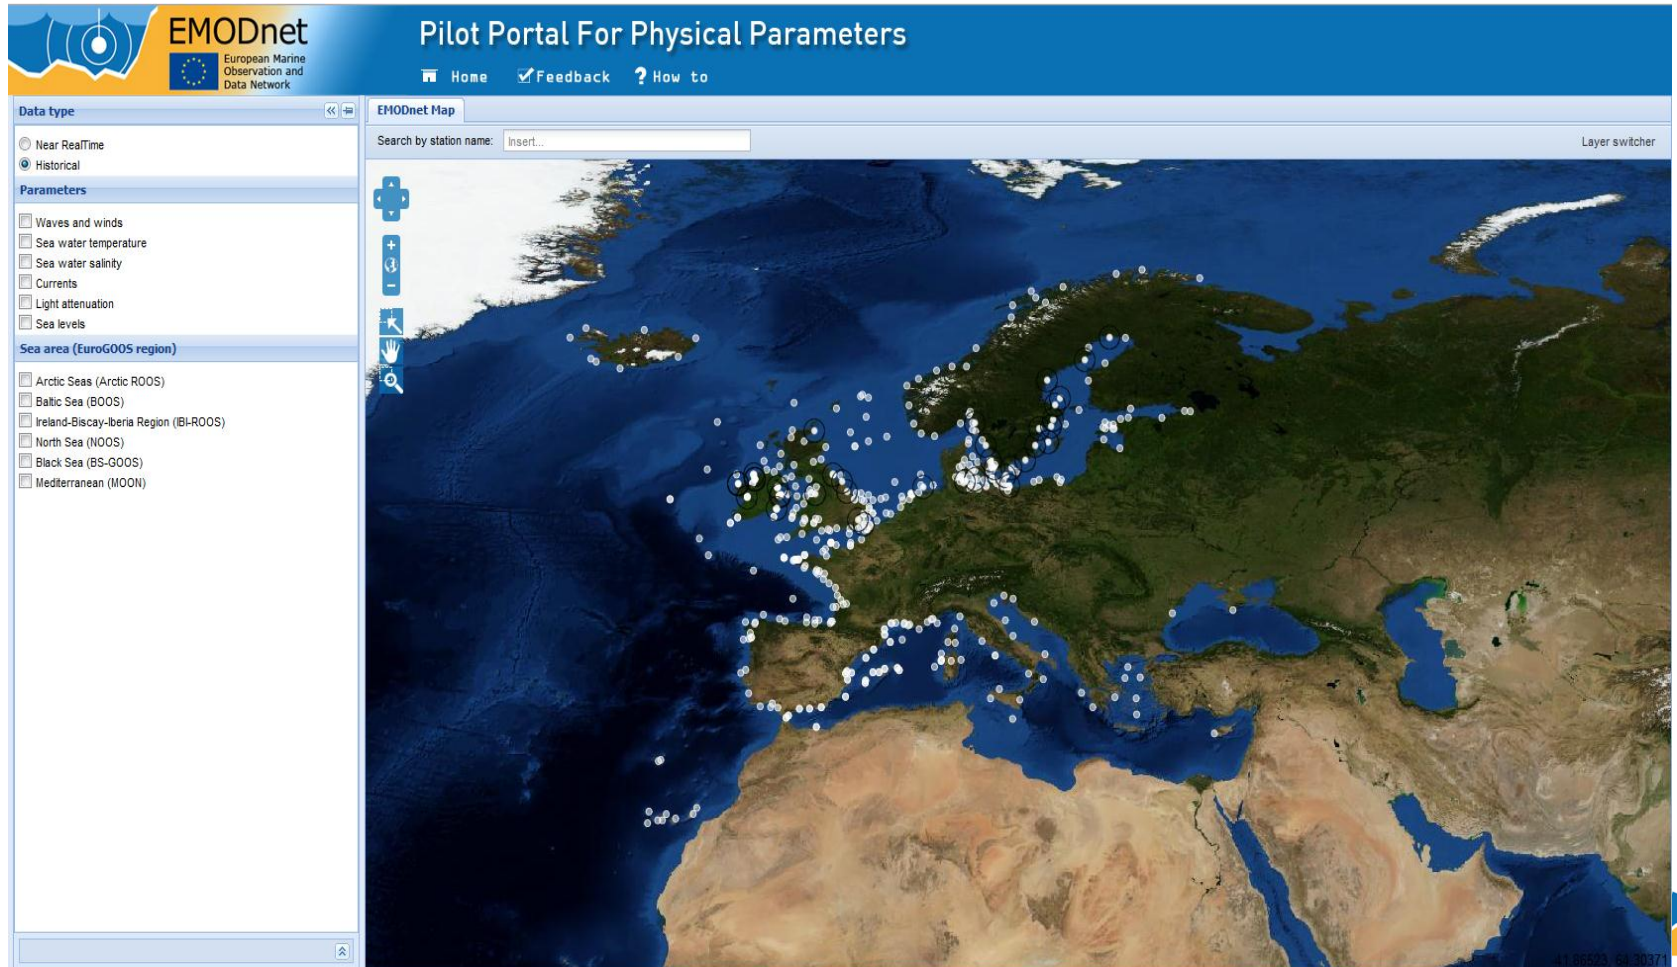 EMODnet
European Marine
Observation and
Data Network
Pilot Portal For Physical Parameters
Home Feedback ? How to
Data type
Near RealTime
Historical
Parameters
Waves and winds
Sea water temperature
Sea water salinity
Currents
Light attenuation
Sea levels
Sea area (EuroGOOS region)
Arctic Seas (Arctic ROOS)
Baltic Sea (BOOS)
Ireland-Biscay-Iberia Region (IBI-ROOS)
North Sea (NOOS)
Black Sea (BS-GOOS)
Mediterranean (MOON)
EMODnet Map
Search by station name: Insert...
Layer switcher